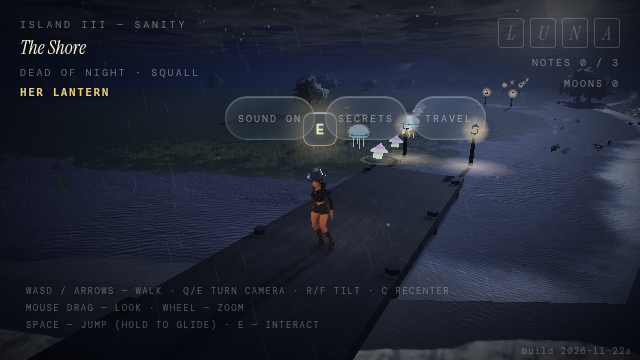 ISLAND III — SANITY
The Shore
DEAD OF NIGHT · SQUALL
HER LANTERN
L U N A
NOTES 0 / 3
MOONS 0
SOUND ON
E
SECRETS
TRAVEL
WASD / ARROWS — WALK · Q/E TURN CAMERA · R/F TILT · C RECENTER
MOUSE DRAG — LOOK · WHEEL — ZOOM
SPACE — JUMP (HOLD TO GLIDE) · E — INTERACT
build 2026-11-22a